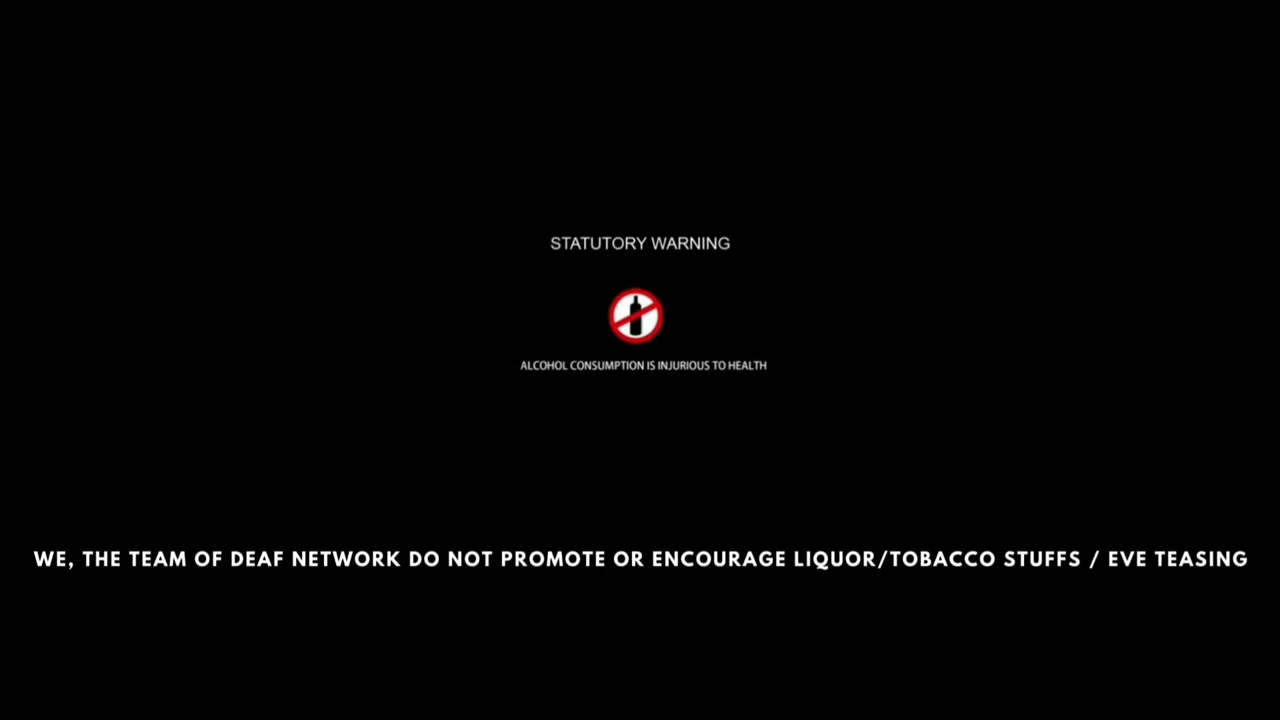 STATUTORY WARNING
ALCOHOL CONSUMPTION IS INJURIOUS TO HEALTH
WE, THE TEAM OF DEAF NETWORK DO NOT PROMOTE OR ENCOURAGE LIQUOR/TOBACCO STUFFS / EVE TEASING